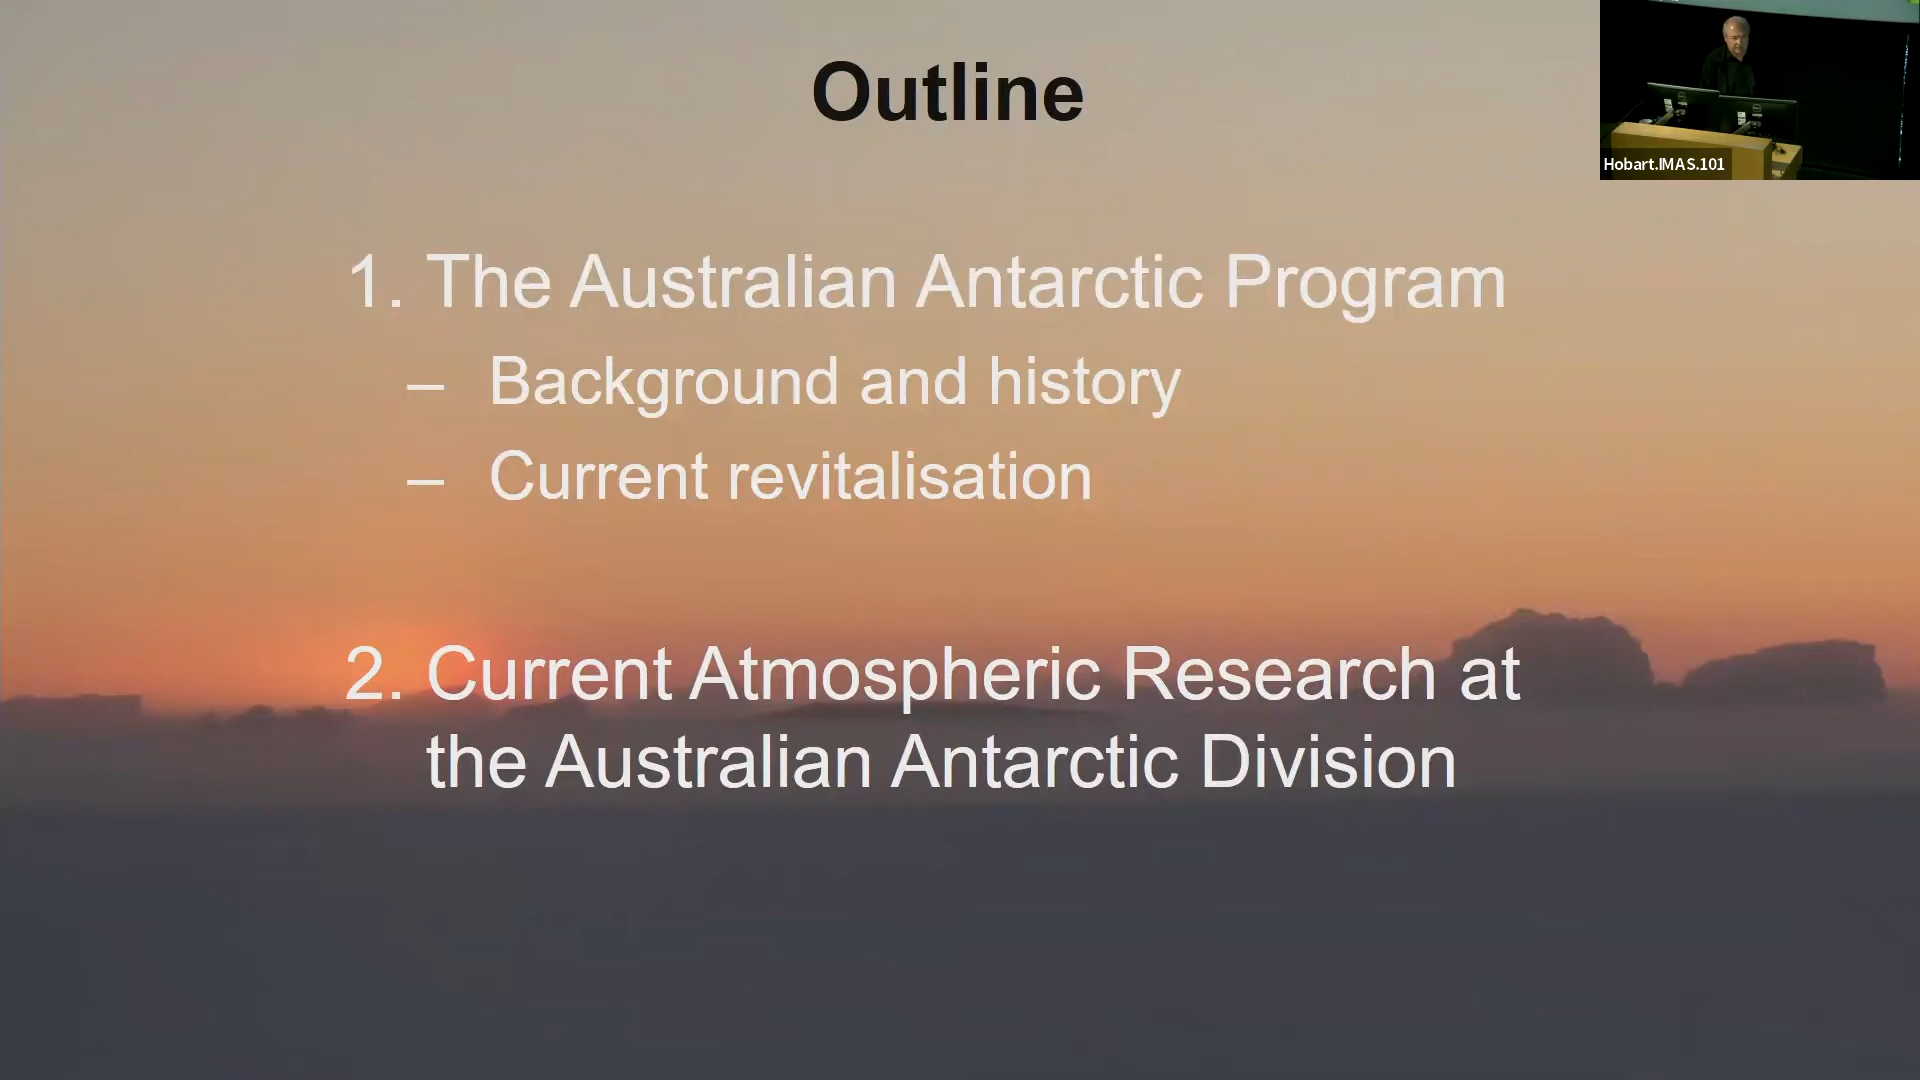 Outline
Hobart.IMAS.101
1. The Australian Antarctic Program
– Background and history
– Current revitalisation
2. Current Atmospheric Research at
the Australian Antarctic Division